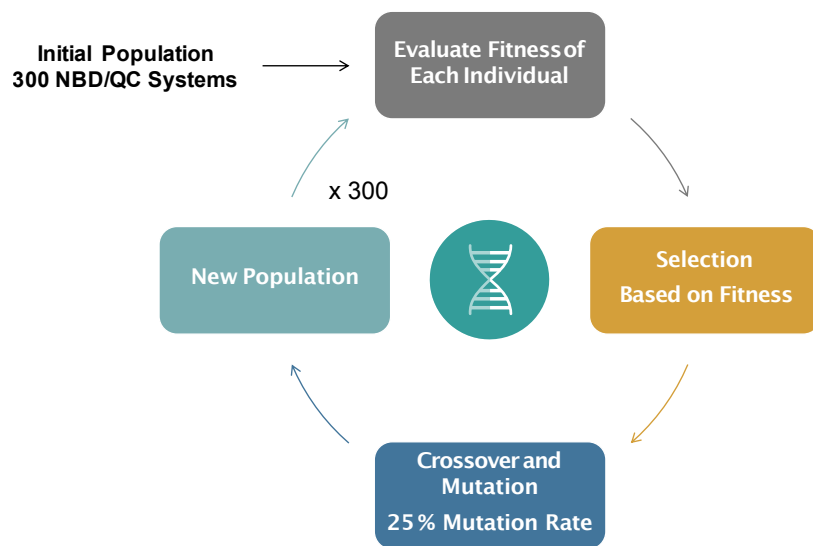 Initial Population
300 NBD/QC Systems
Evaluate Fitness of
Each Individual
x 300
New Population
Selection
Based on Fitness
Crossover and
Mutation
25% Mutation Rate